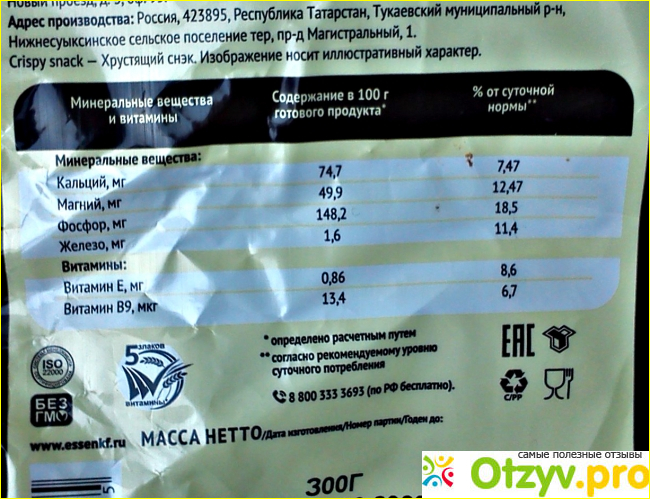 Адрес производства: Россия, 423895, Республика Татарстан, Тукаевский муниципальный р-н,
Нижнесуыксинское сельское поселение тер, пр-д Магистральный, 1.
Crispy snack — Хрустящий снэк. Изображение носит иллюстративный характер.
Минеральные вещества и витамины Содержание в 100 г готового продукта* % от суточной нормы**
Минеральные вещества:
Кальций, мг 74,7 7,47
Магний, мг 49,9 12,47
Фосфор, мг 148,2 18,5
Железо, мг 1,6 11,4
Витамины:
Витамин Е, мг 0,86 8,6
Витамин В9, мкг 13,4 6,7
* определено расчетным путем
** согласно рекомендуемому уровню
суточного потребления
8 800 333 3693 (по РФ бесплатно).
ISO
22000
5 злаков
витамины
БЕЗ
ГМО
EAC
C/PP
www.essenkf.ru
МАССА НЕТТО/Дата изготовления/Номер партии/Годен до:
300Г
5
самые полезные отзывы
Otzyv.pro